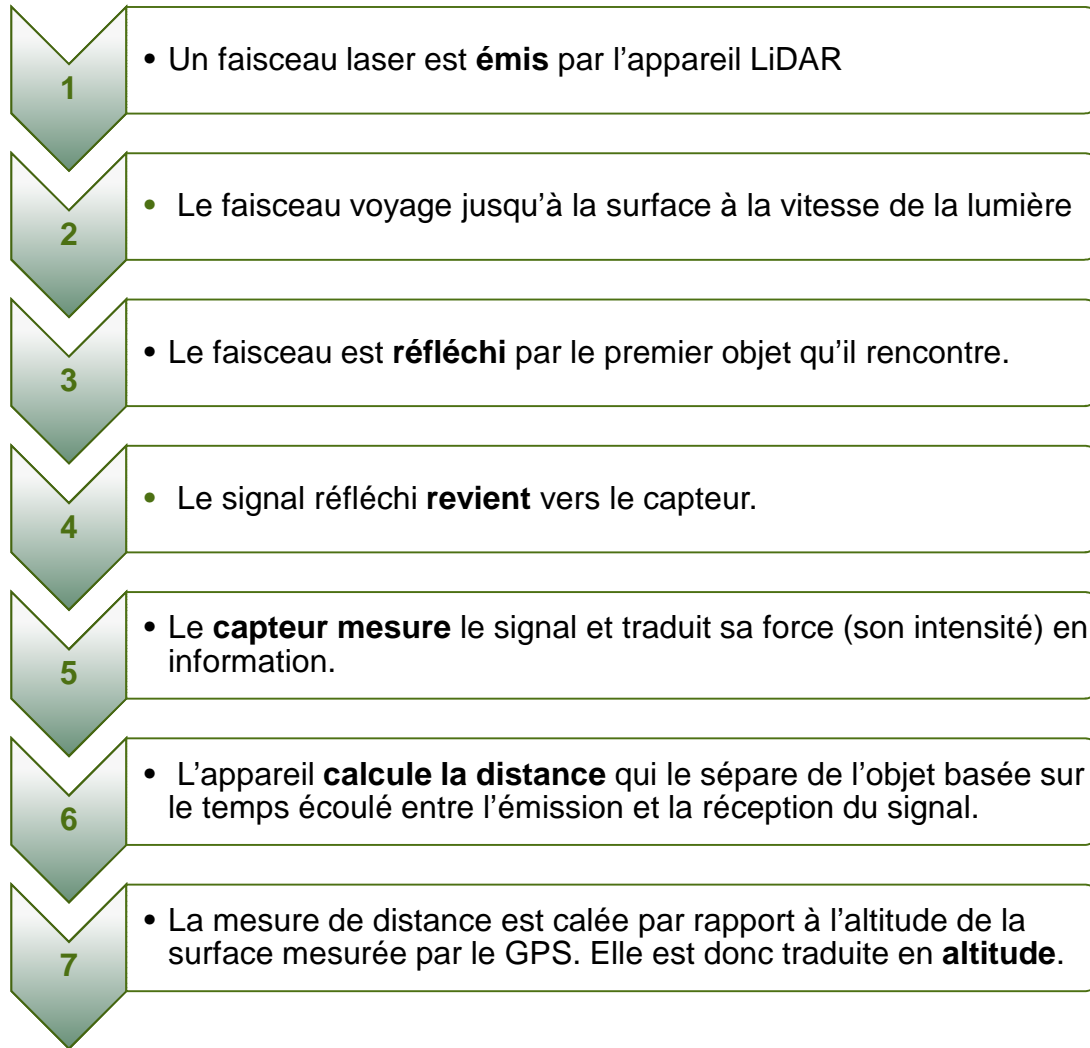 1
• Un faisceau laser est émis par l'appareil LiDAR
2
• Le faisceau voyage jusqu'à la surface à la vitesse de la lumière
3
• Le faisceau est réfléchi par le premier objet qu'il rencontre.
4
• Le signal réfléchi revient vers le capteur.
5
• Le capteur mesure le signal et traduit sa force (son intensité) en
information.
6
• L'appareil calcule la distance qui le sépare de l'objet basée sur
le temps écoulé entre l'émission et la réception du signal.
7
• La mesure de distance est calée par rapport à l'altitude de la
surface mesurée par le GPS. Elle est donc traduite en altitude.